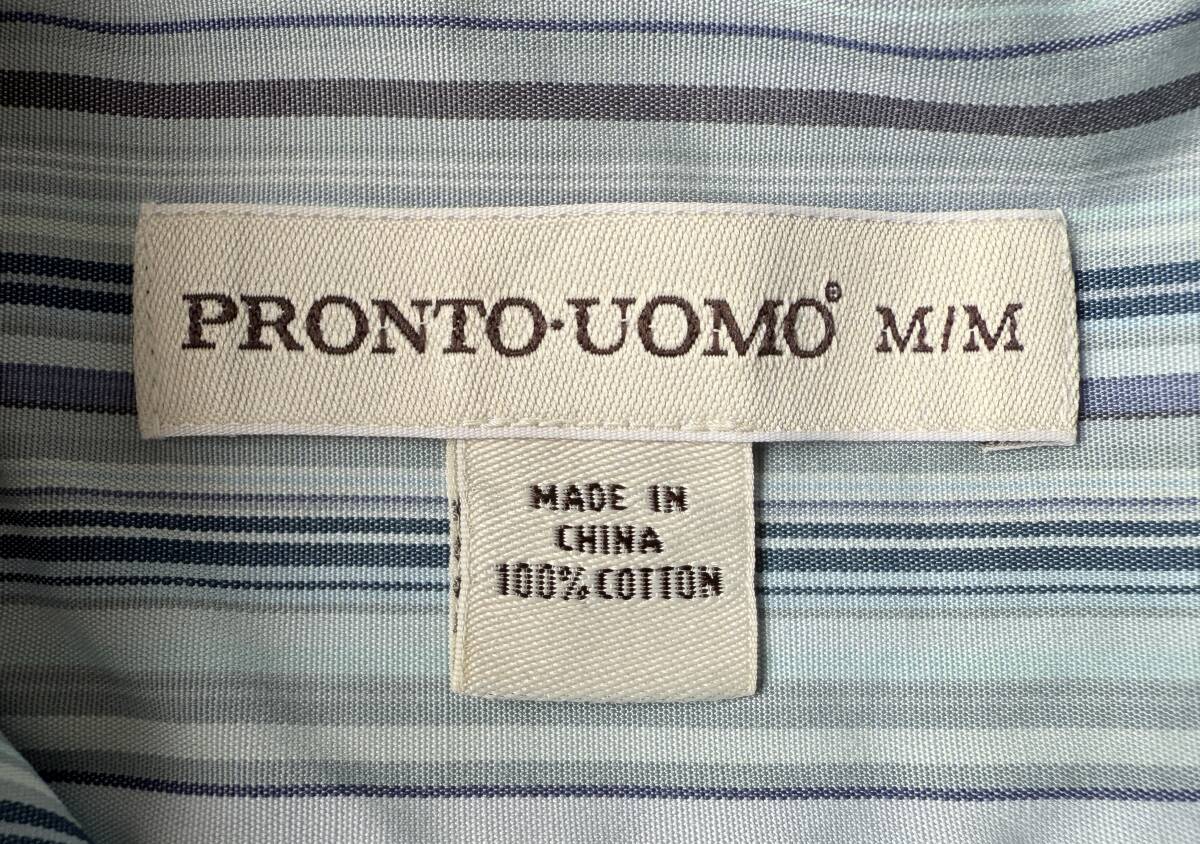 PRONTO·UOMO® M/M
MADE IN
CHINA
100% COTTON